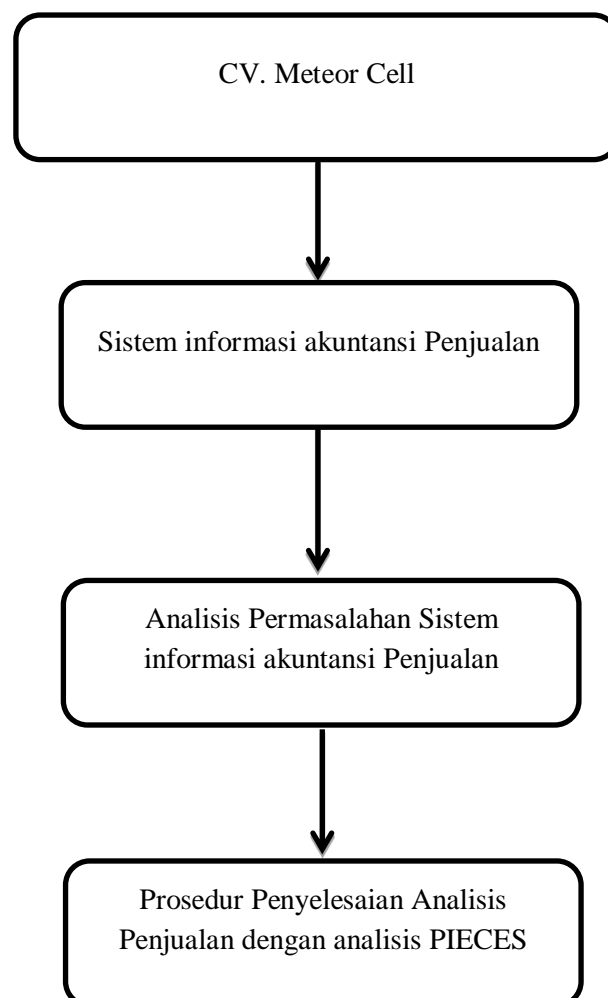 CV. Meteor Cell
Sistem informasi akuntansi Penjualan
Analisis Permasalahan Sistem
informasi akuntansi Penjualan
Prosedur Penyelesaian Analisis
Penjualan dengan analisis PIECES